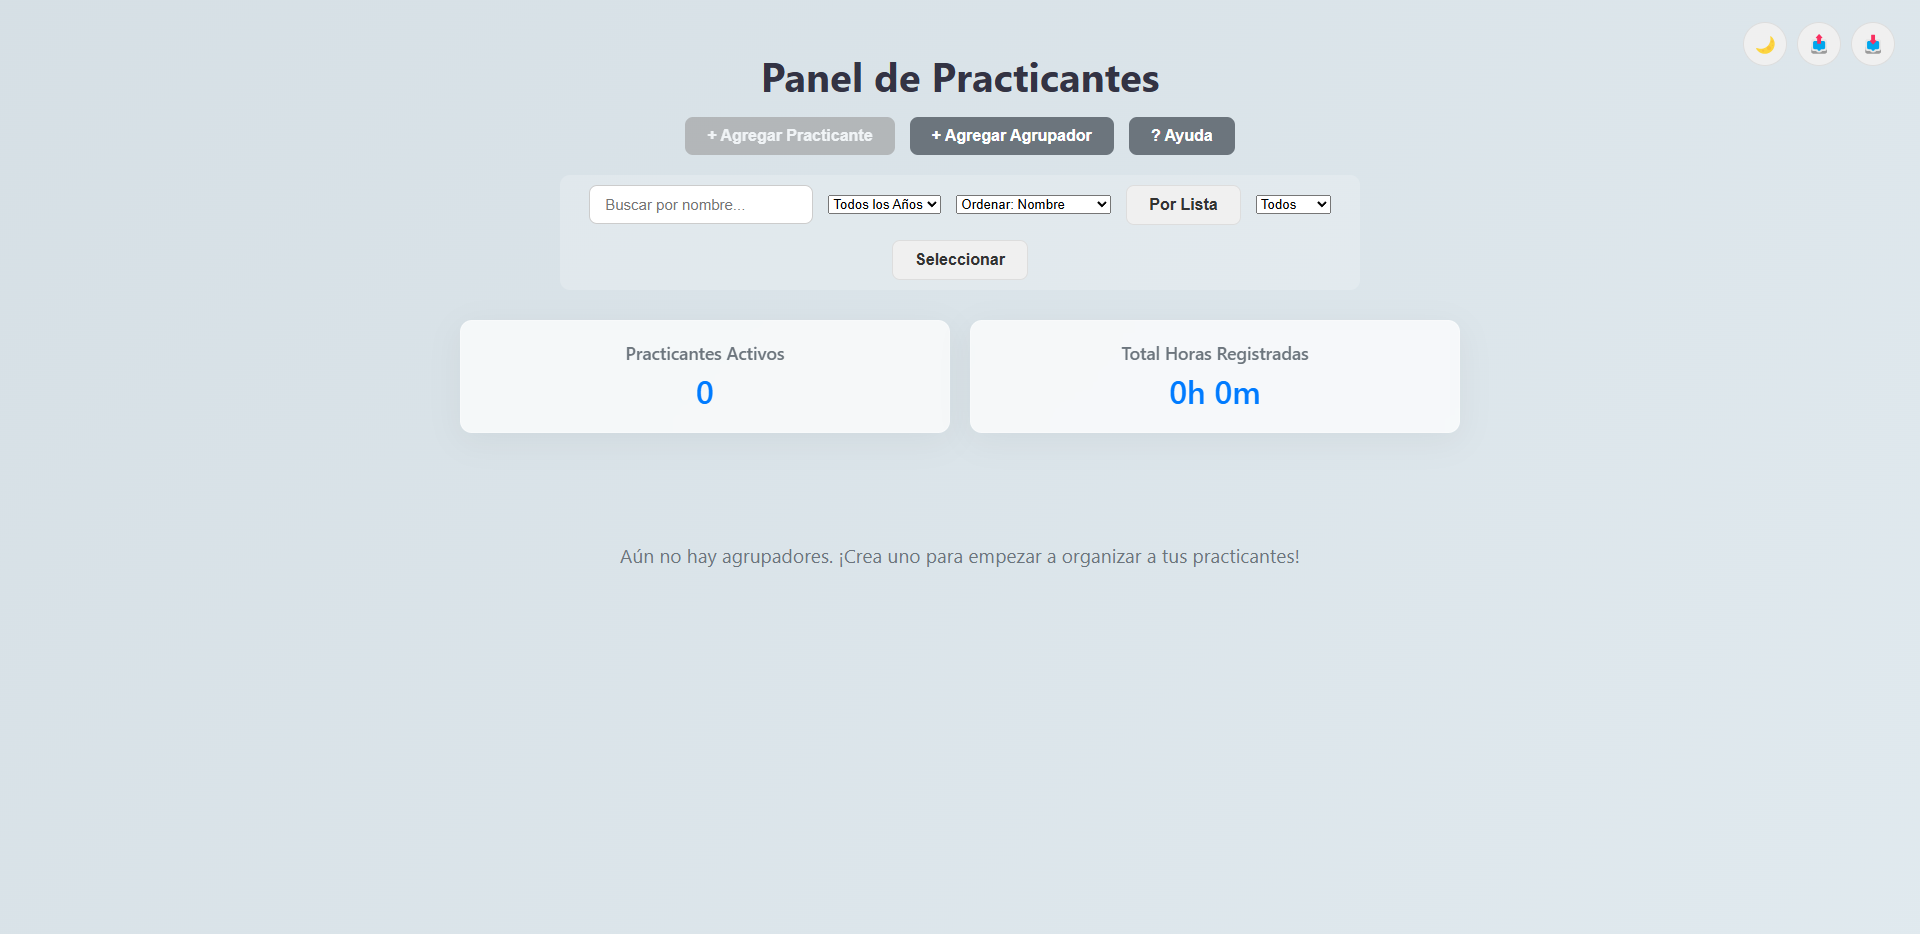 Panel de Practicantes
+ Agregar Practicante + Agregar Agrupador ? Ayuda
Buscar por nombre... Todos los Años Ordenar: Nombre Por Lista Todos
Seleccionar
Practicantes Activos
0
Total Horas Registradas
0h 0m
Aún no hay agrupadores. ¡Crea uno para empezar a organizar a tus practicantes!